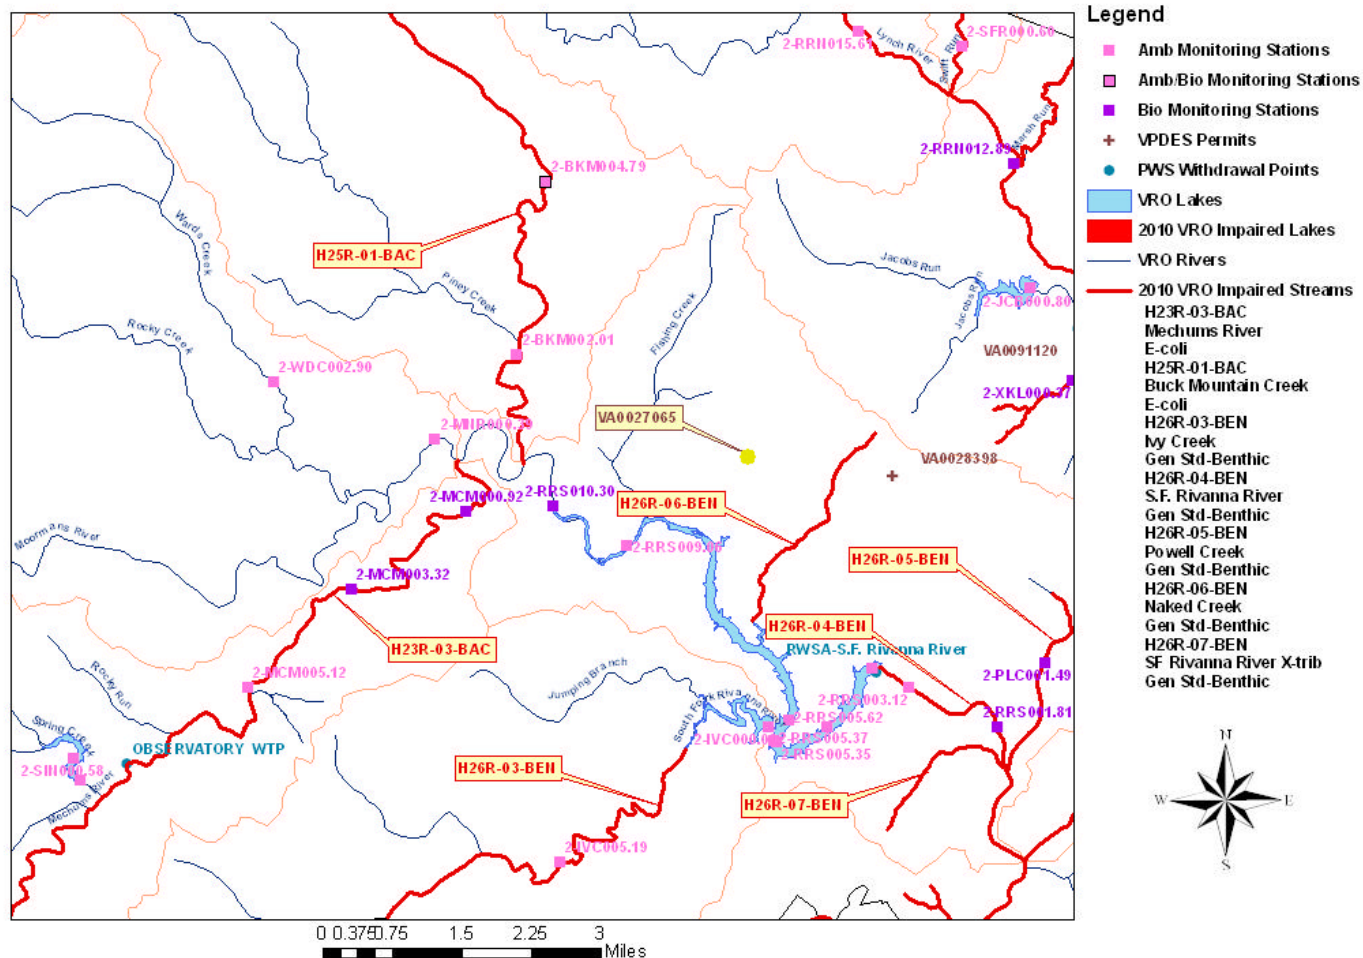 Legend
Amb Monitoring Stations
Amb/Bio Monitoring Stations
Bio Monitoring Stations
VPDES Permits
PWS Withdrawal Points
VRO Lakes
2010 VRO Impaired Lakes
VRO Rivers
2010 VRO Impaired Streams
H23R-03-BAC
Mechums River
E-coli
H25R-01-BAC
Buck Mountain Creek
E-coli
H26R-03-BEN
Ivy Creek
Gen Std-Benthic
H26R-04-BEN
S.F. Rivanna River
Gen Std-Benthic
H26R-05-BEN
Powell Creek
Gen Std-Benthic
H26R-06-BEN
Naked Creek
Gen Std-Benthic
H26R-07-BEN
SF Rivanna River X-trib
Gen Std-Benthic
2-RRN015.61
Lynch River
Swift Run
2-SFR000.60
Marsh Run
2-RRN012.89
2-BKM004.79
H25R-01-BAC
Wards Creek
Piney Creek
Rocky Creek
2-BKM002.01
2-WDC002.90
Fishing Creek
Jacobs Run
Jacobs Run
2-JCB000.80
VA0091120
2-XKL000.37
VA0027065
VA0028398
2-MCM000.92
2-RRS010.30
H26R-06-BEN
Moormans River
H26R-05-BEN
2-MCM003.32
H26R-04-BEN
H23R-03-BAC
RWSA-S.F. Rivanna River
2-MCM005.12
Rocky Run
Jumping Branch
South Fork Rivanna River
2-PLC001.49
2-RRS003.12
Spring Creek
OBSERVATORY WTP
2-RRS005.62
2-RRS001.81
2-RRS005.37
2-RRS005.35
Mechums River
H26R-03-BEN
H26R-07-BEN
2-IVC005.19
N
W
E
S
0 0.375 0.75 1.5 2.25 3
Miles